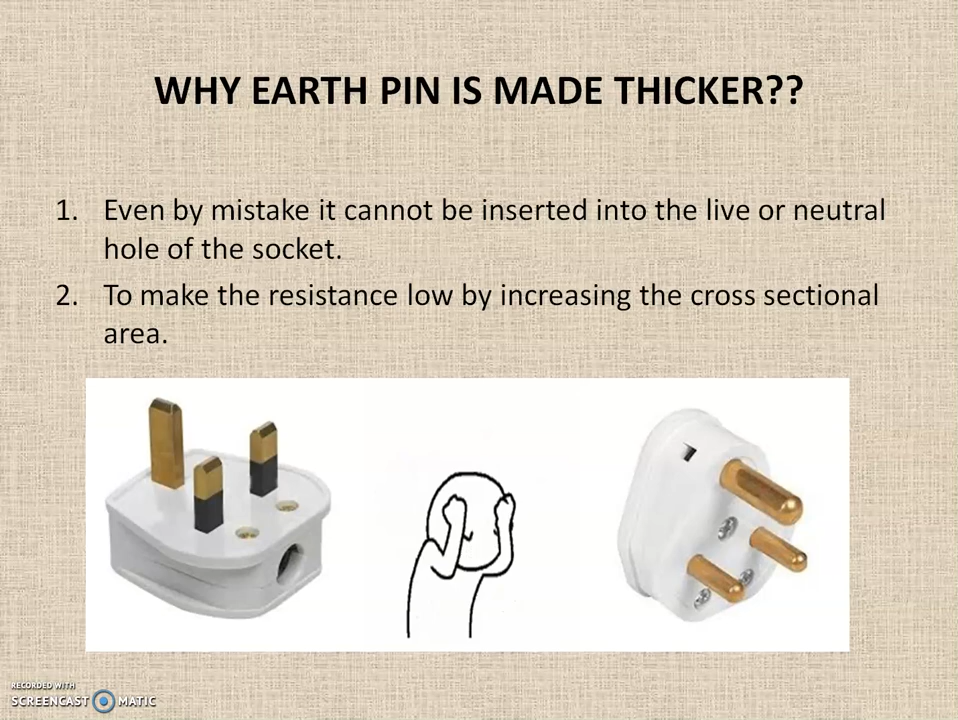 WHY EARTH PIN IS MADE THICKER??
1. Even by mistake it cannot be inserted into the live or neutral
hole of the socket.
2. To make the resistance low by increasing the cross sectional
area.
RECORDED WITH
SCREENCAST MATIC